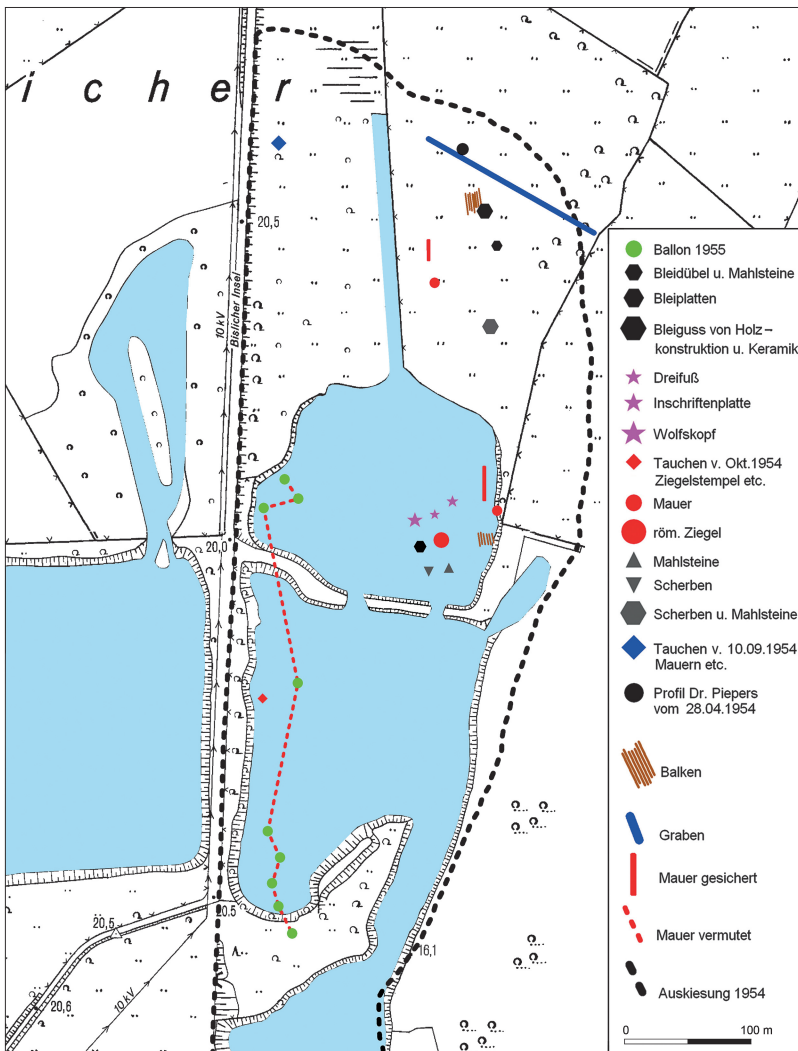 icher
20,5
10 kV
Bislicher Insel
20,0
20,5
20,5
16,1
20,6
10 kV
Ballon 1955
Bleidübel u. Mahlsteine
Bleiplatten
Bleiguss von Holz–
konstruktion u. Keramik
Dreifuß
Inschriftenplatte
Wolfskopf
Tauchen v. Okt.1954
Ziegelstempel etc.
Mauer
röm. Ziegel
Mahlsteine
Scherben
Scherben u. Mahlsteine
Tauchen v. 10.09.1954
Mauern etc.
Profil Dr. Piepers
vom 28.04.1954
Balken
Graben
Mauer gesichert
Mauer vermutet
Auskiesung 1954
0 100 m